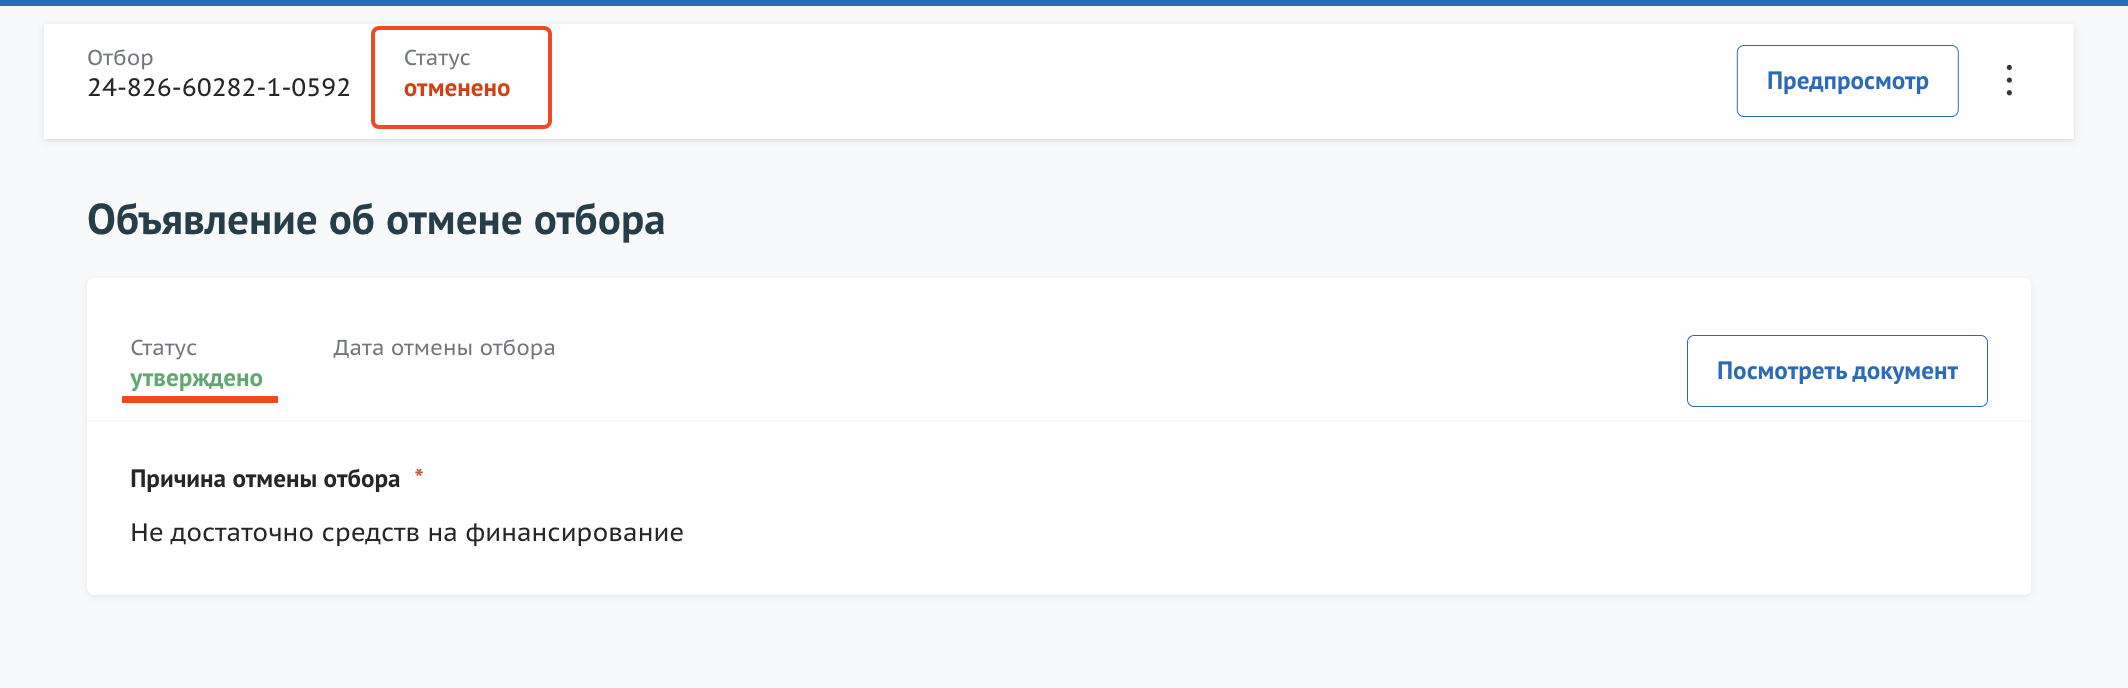 Отбор
24-826-60282-1-0592
Статус
отменено
Предпросмотр
Объявление об отмене отбора
Статус
утверждено
Дата отмены отбора
Посмотреть документ
Причина отмены отбора *
Не достаточно средств на финансирование